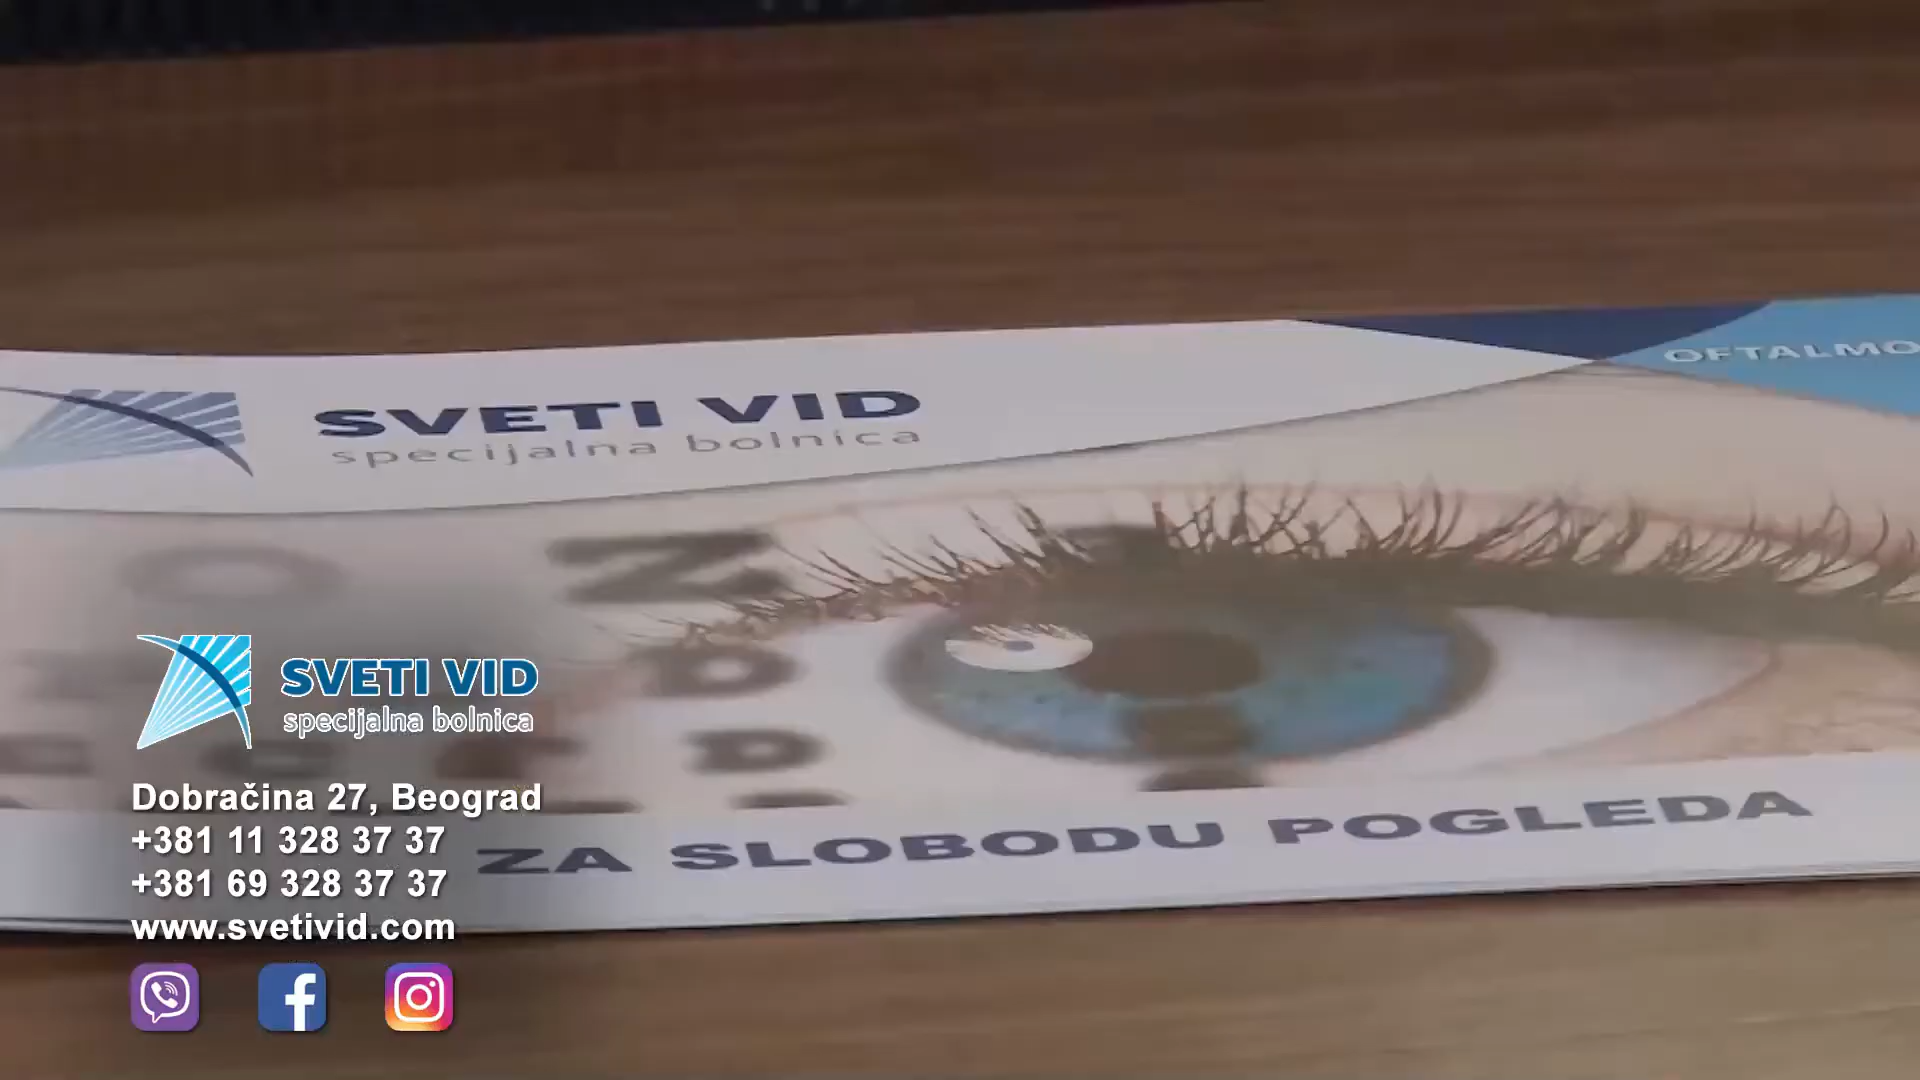 OFTALMO
SVETI VID
specijalna bolnica
O Z
ZA SLOBODU POGLEDA
SVETI VID
specijalna bolnica
Dobračina 27, Beograd
+381 11 328 37 37
+381 69 328 37 37
www.svetivid.com